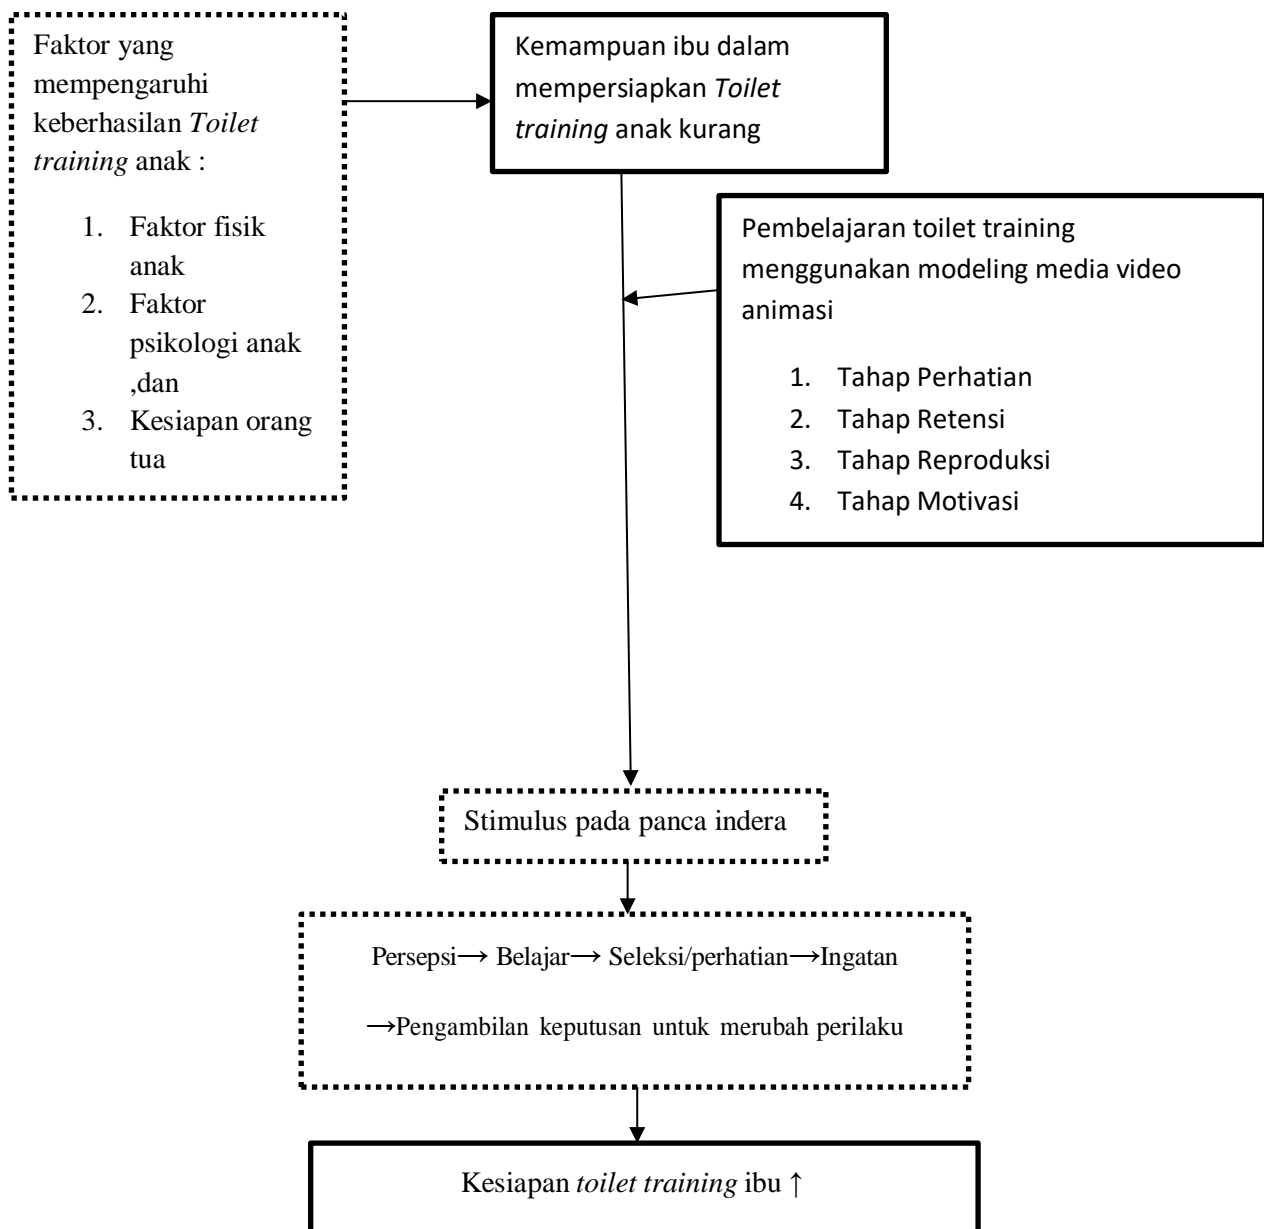 Faktor yang
mempengaruhi
keberhasilan Toilet
training anak :
1. Faktor fisik
anak
2. Faktor
psikologi anak
,dan
3. Kesiapan orang
tua
Kemampuan ibu dalam
mempersiapkan Toilet
training anak kurang
Pembelajaran toilet training
menggunakan modeling media video
animasi
1. Tahap Perhatian
2. Tahap Retensi
3. Tahap Reproduksi
4. Tahap Motivasi
Stimulus pada panca indera
Persepsi→ Belajar→ Seleksi/perhatian→Ingatan
→Pengambilan keputusan untuk merubah perilaku
Kesiapan toilet training ibu ↑